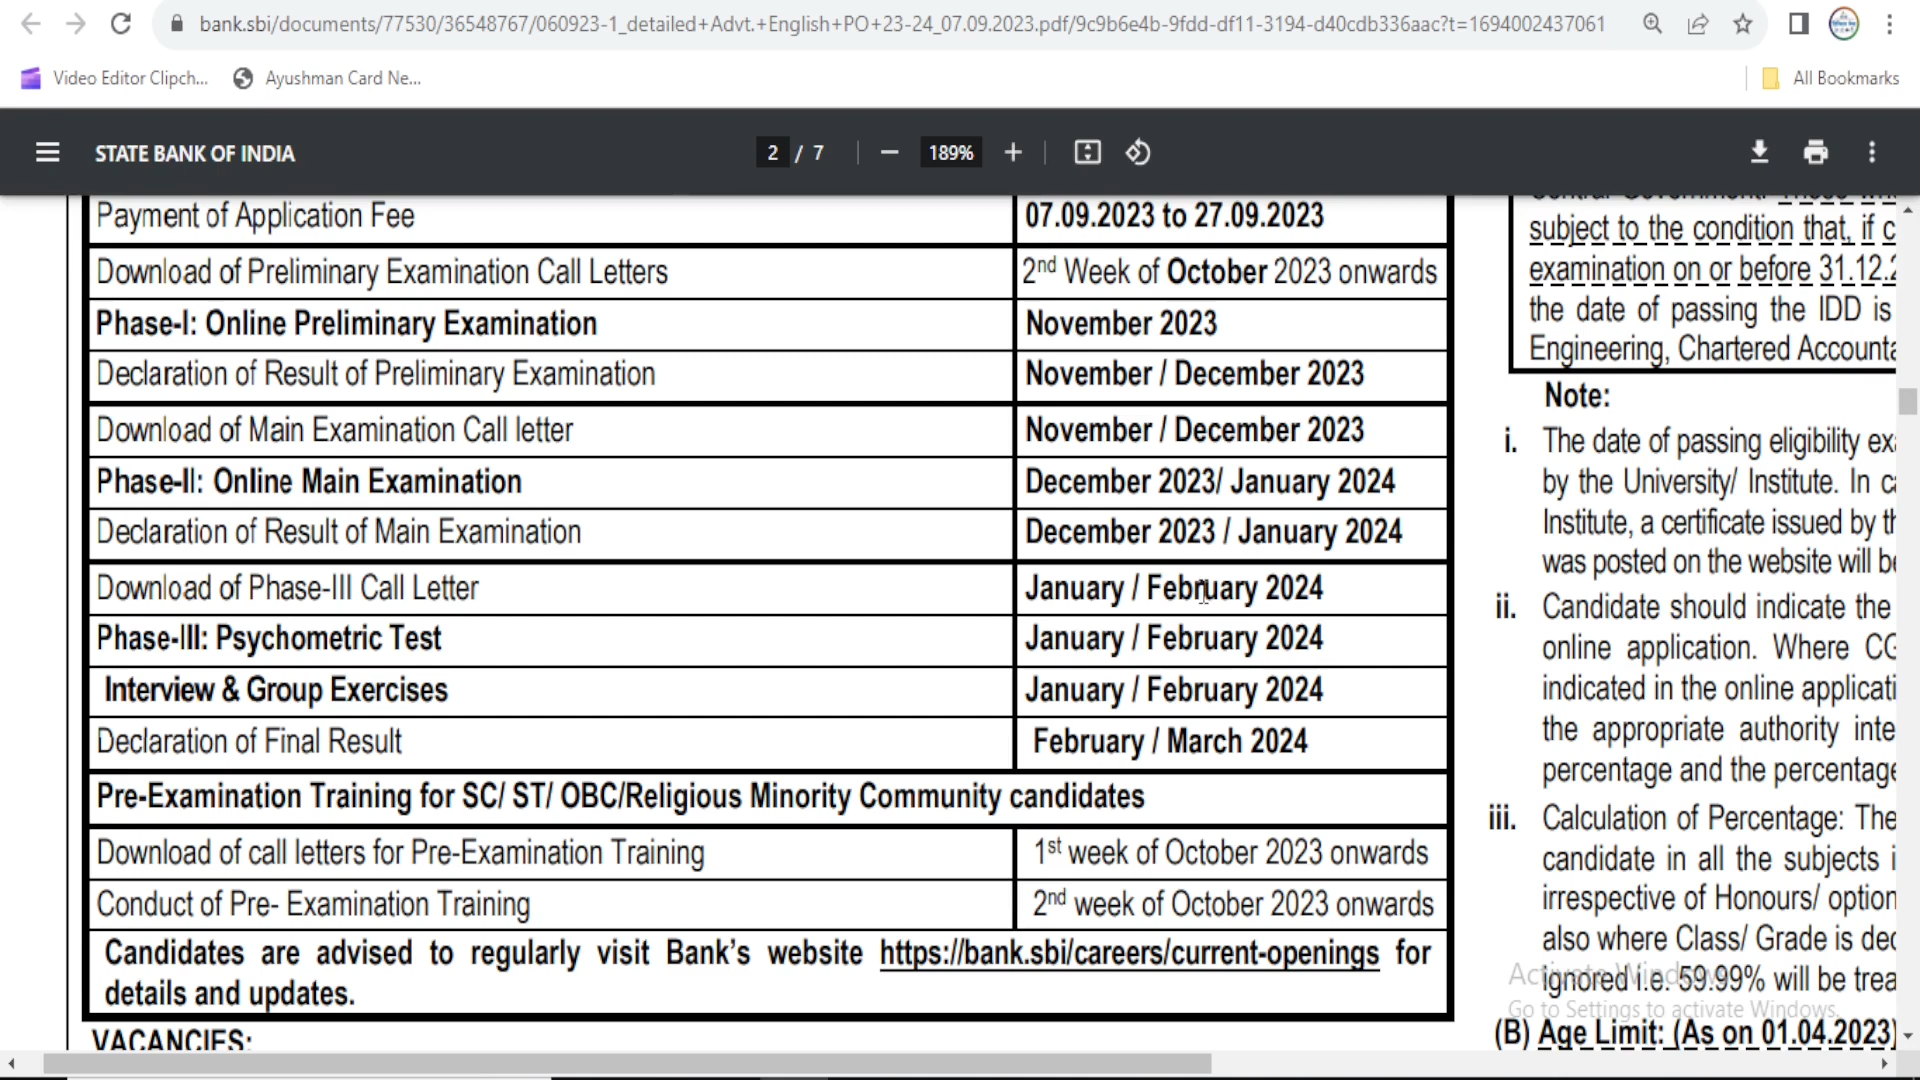 bank.sbi/documents/77530/36548767/060923-1_detailed+Advt.+English+PO+23-24_07.09.2023.pdf/9c9b6e4b-9fdd-df11-3194-d40cdb336aac?t=1694002437061
Video Editor Clipch... Ayushman Card Ne... All Bookmarks
STATE BANK OF INDIA 2 / 7 189%
Payment of Application Fee 07.09.2023 to 27.09.2023
Download of Preliminary Examination Call Letters 2nd Week of October 2023 onwards
Phase-I: Online Preliminary Examination November 2023
Declaration of Result of Preliminary Examination November / December 2023
Download of Main Examination Call letter November / December 2023
Phase-II: Online Main Examination December 2023/ January 2024
Declaration of Result of Main Examination December 2023 / January 2024
Download of Phase-III Call Letter January / February 2024
Phase-III: Psychometric Test January / February 2024
Interview & Group Exercises January / February 2024
Declaration of Final Result February / March 2024
Pre-Examination Training for SC/ ST/ OBC/Religious Minority Community candidates
Download of call letters for Pre-Examination Training 1st week of October 2023 onwards
Conduct of Pre- Examination Training 2nd week of October 2023 onwards
Candidates are advised to regularly visit Bank's website https://bank.sbi/careers/current-openings for
details and updates.
VACANCIES:
subject to the condition that, if c
examination on or before 31.12.2
the date of passing the IDD is
Engineering, Chartered Accounta
Note:
i. The date of passing eligibility exa
by the University/ Institute. In ca
Institute, a certificate issued by th
was posted on the website will be
ii. Candidate should indicate the
online application. Where CG
indicated in the online applicati
the appropriate authority inte
percentage and the percentage
iii. Calculation of Percentage: The
candidate in all the subjects i
irrespective of Honours/ option
also where Class/ Grade is dec
ignored i.e. 59.99% will be trea
(B) Age Limit: (As on 01.04.2023)
Activate Windows
Go to Settings to activate Windows.